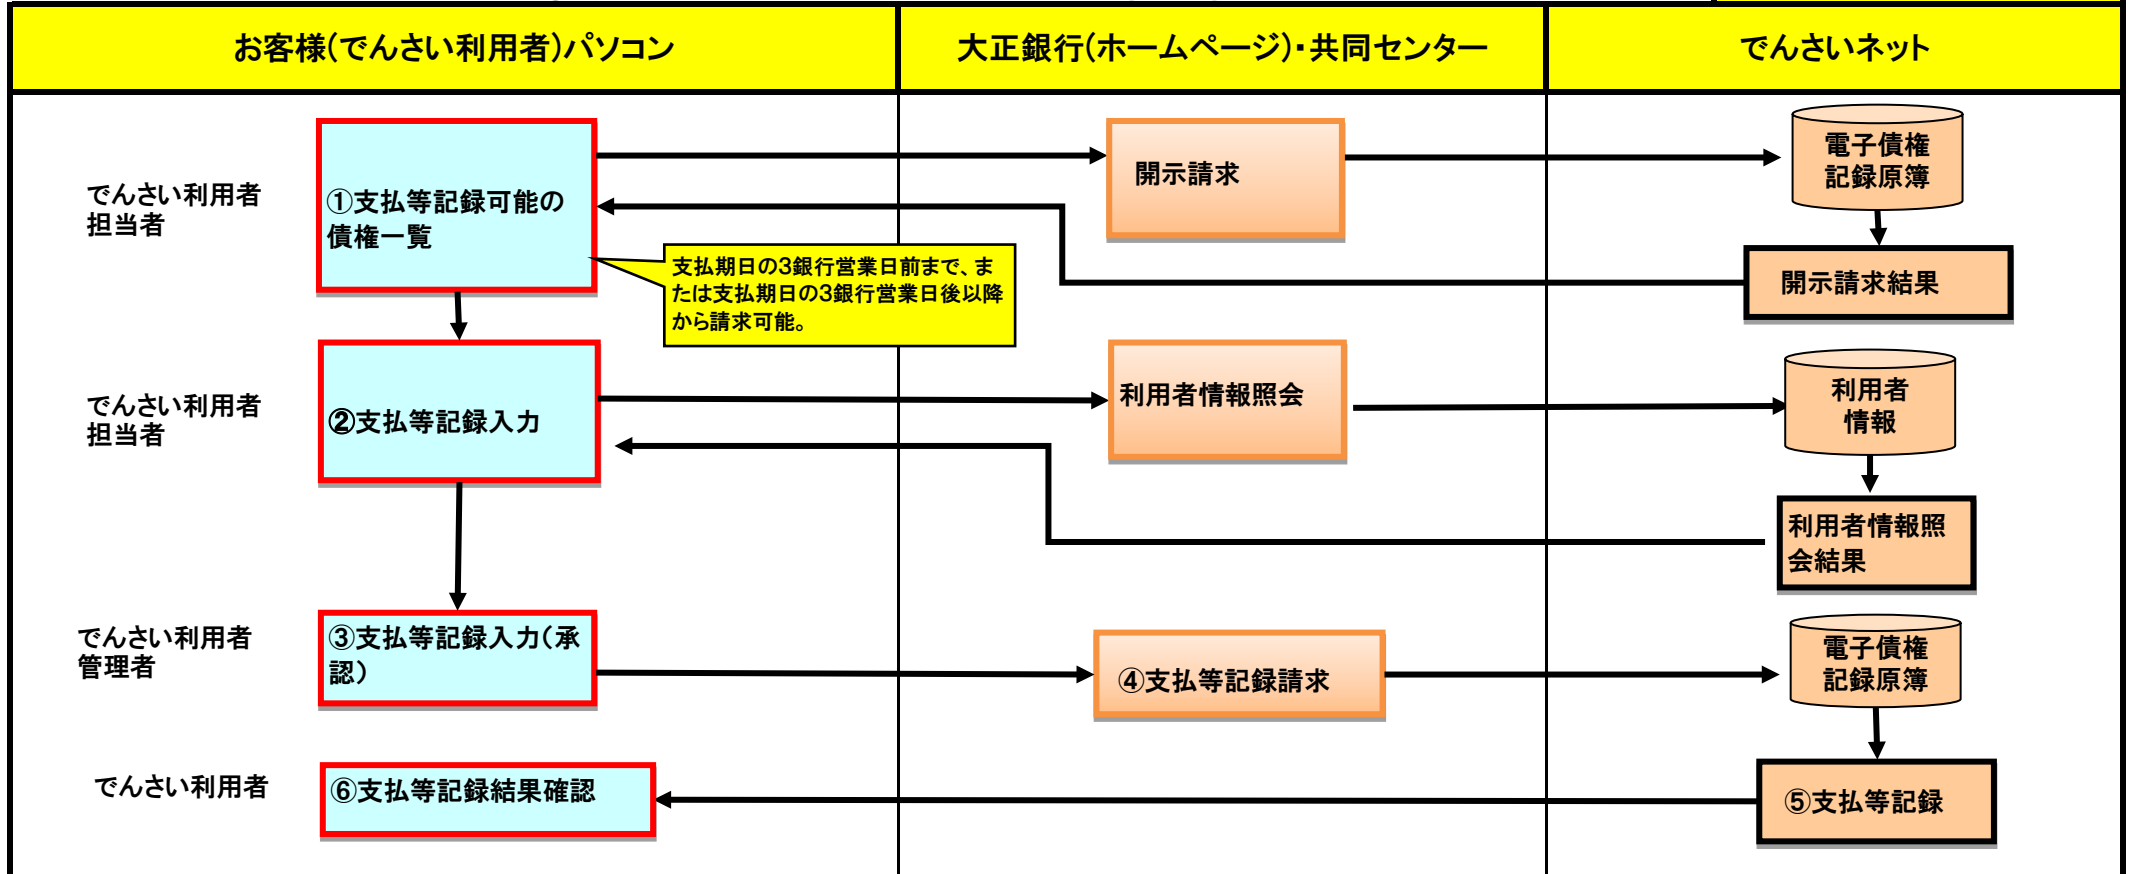 お客様(でんさい利用者)パソコン
大正銀行(ホームページ)・共同センター
でんさいネット
でんさい利用者
担当者
①支払等記録可能の
債権一覧
開示請求
電子債権
記録原簿
開示請求結果
支払期日の3銀行営業日前まで、ま
たは支払期日の3銀行営業日後以降
から請求可能。
でんさい利用者
担当者
②支払等記録入力
利用者情報照会
利用者
情報
利用者情報照
会結果
でんさい利用者
管理者
③支払等記録入力(承
認)
④支払等記録請求
電子債権
記録原簿
でんさい利用者
⑥支払等記録結果確認
⑤支払等記録